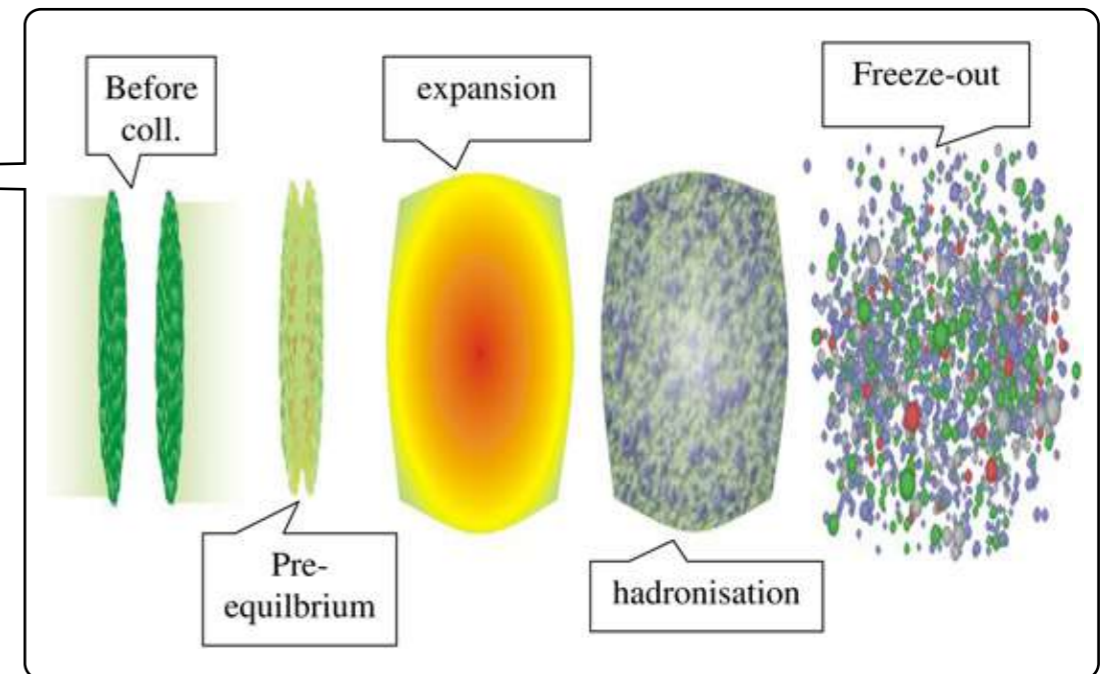 Before
coll.
Pre-
equilbrium
expansion
hadronisation
Freeze-out